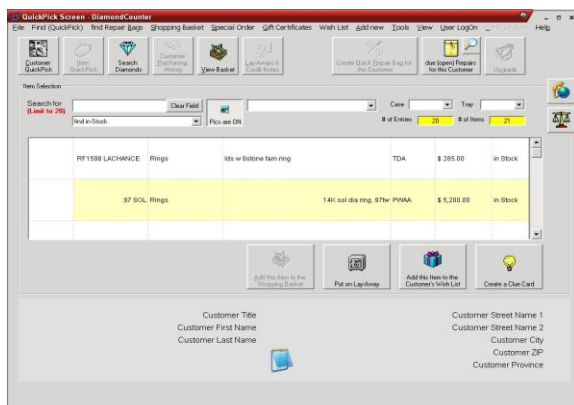 QuickPick Screen - DiamondCounter
File Find (QuickPick) find Repair Bags Shopping Basket Special Order Gift Certificates Wish List Add new Tools View User LogOn Help
Customer QuickPick
Item QuickPick
Search Diamonds
Customer Purchasing History
View Basket
Lay-Aways & Credit Notes
Create Quick Repair Bag for this Customer
due (open) Repairs for this Customer
Upgrade
Item Selection
Search for
(Limit to 20)
Clear Field
find in-Stock
Pics are ON
Case
Tray
# of Entries 20 # of Items 21
RF1598 LACHANCE Rings lds w 8stone fam ring TDA $ 285.00 in Stock
.97 SOL Rings 14K sol dia ring .97tw PWAA $ 5,200.00 in Stock
Add this Item to the Shopping Basket
Put on Lay-Away
Add this Item to the Customer's Wish List
Create a Clue Card
Customer Title
Customer First Name
Customer Last Name
Customer Street Name 1
Customer Street Name 2
Customer City
Customer ZIP
Customer Province